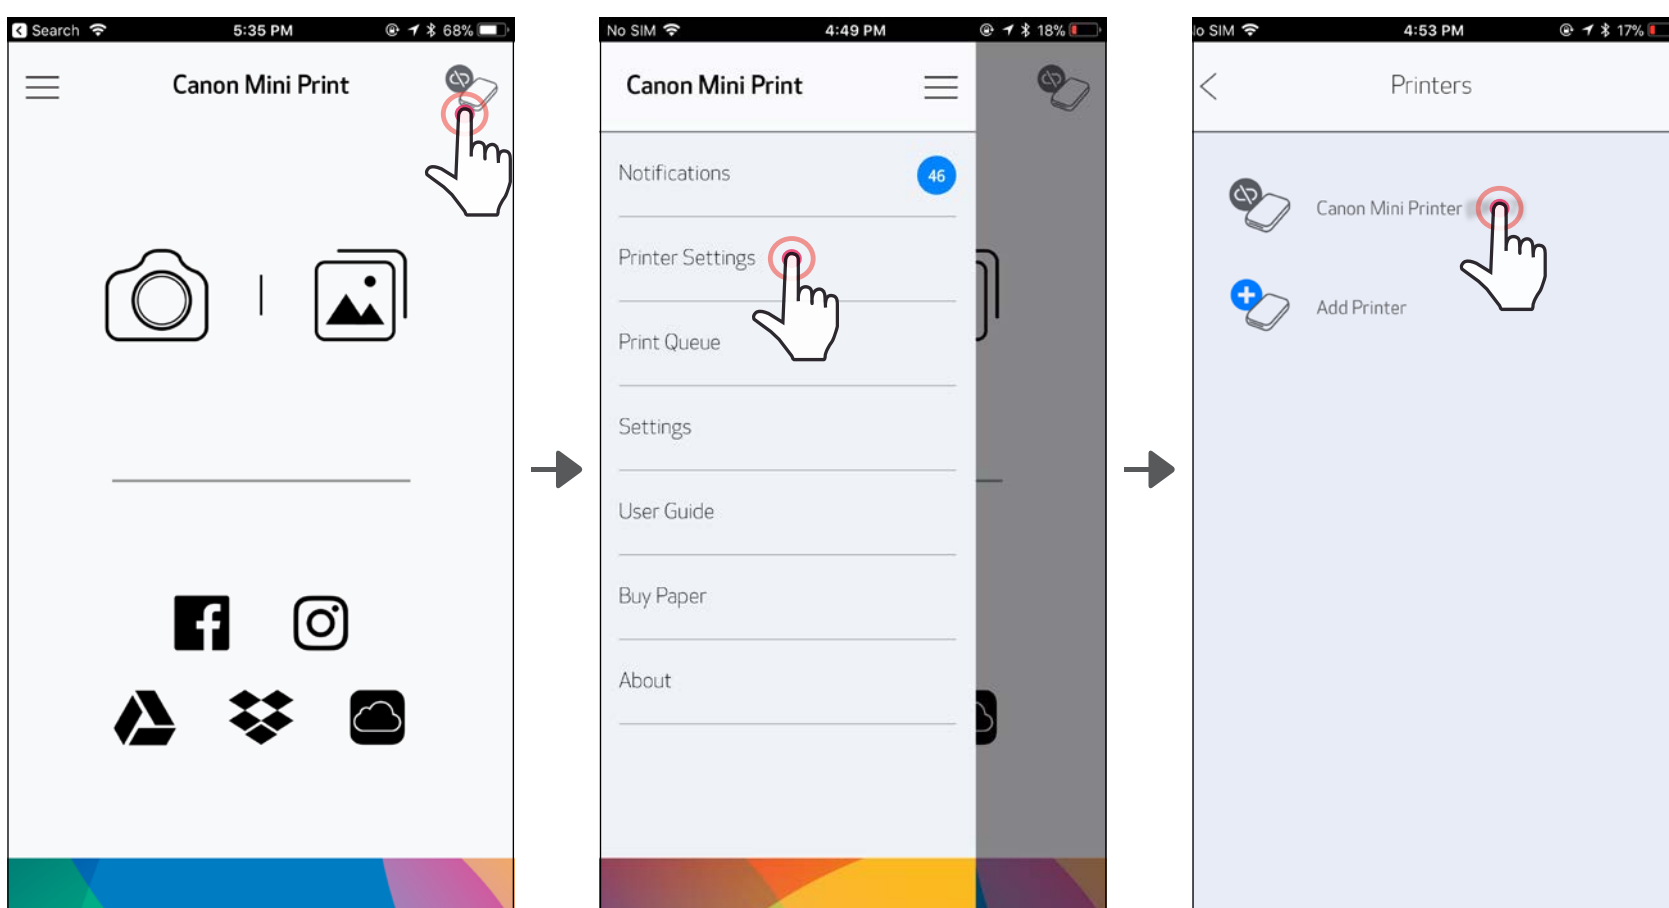 Search 5:35 PM 68%
Canon Mini Print
No SIM 4:49 PM 18%
Canon Mini Print
Notifications 46
Printer Settings
Print Queue
Settings
User Guide
Buy Paper
About
lo SIM 4:53 PM 17%
Printers
Canon Mini Printer
Add Printer